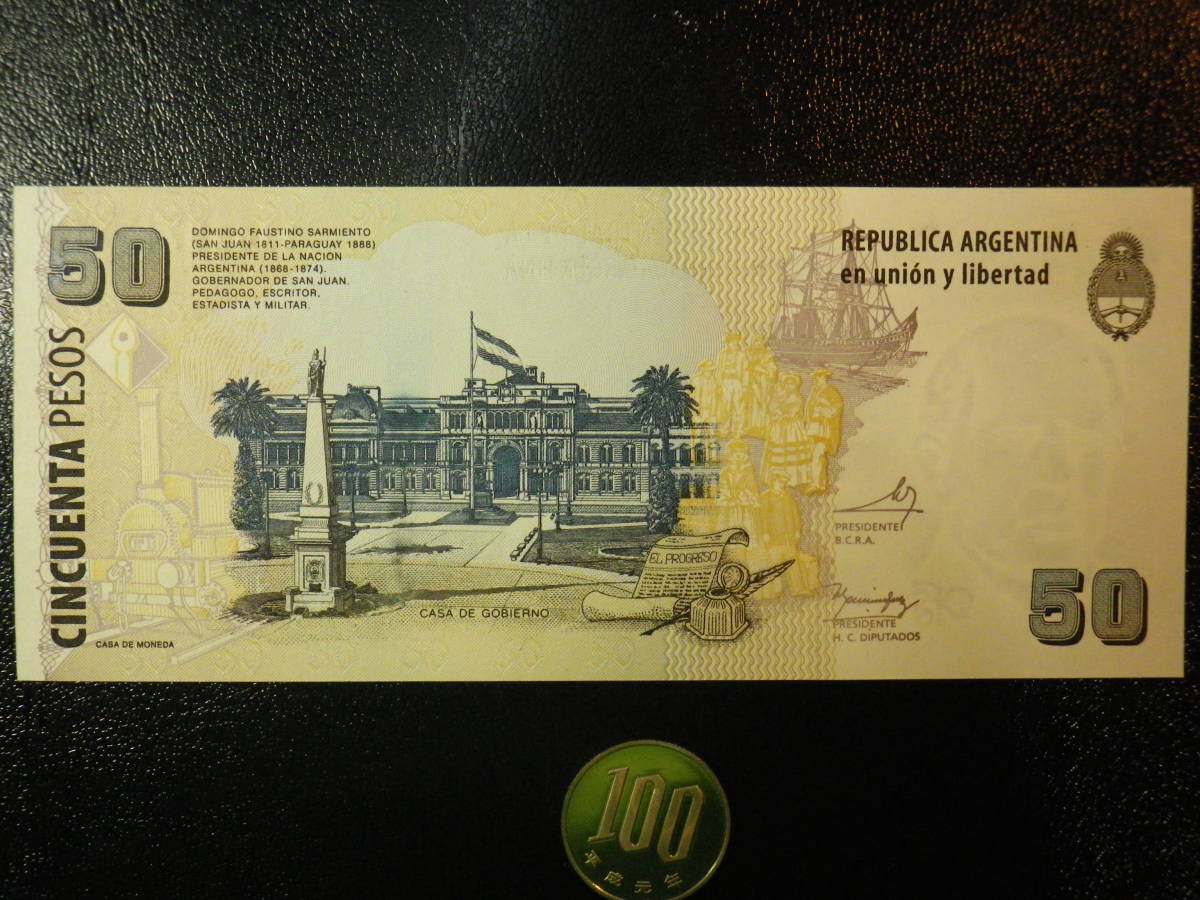 50
DOMINGO FAUSTINO SARMIENTO
(SAN JUAN 1811-PARAGUAY 1888)
PRESIDENTE DE LA NACION
ARGENTINA (1868-1874).
GOBERNADOR DE SAN JUAN.
PEDAGOGO, ESCRITOR,
ESTADISTA Y MILITAR.
REPUBLICA ARGENTINA
en unión y libertad
CINCUENTA PESOS
EL PROGRESO
PRESIDENTE
B.C.R.A.
CASA DE GOBIERNO
PRESIDENTE
H. C. DIPUTADOS
50
CASA DE MONEDA
100
平成元年